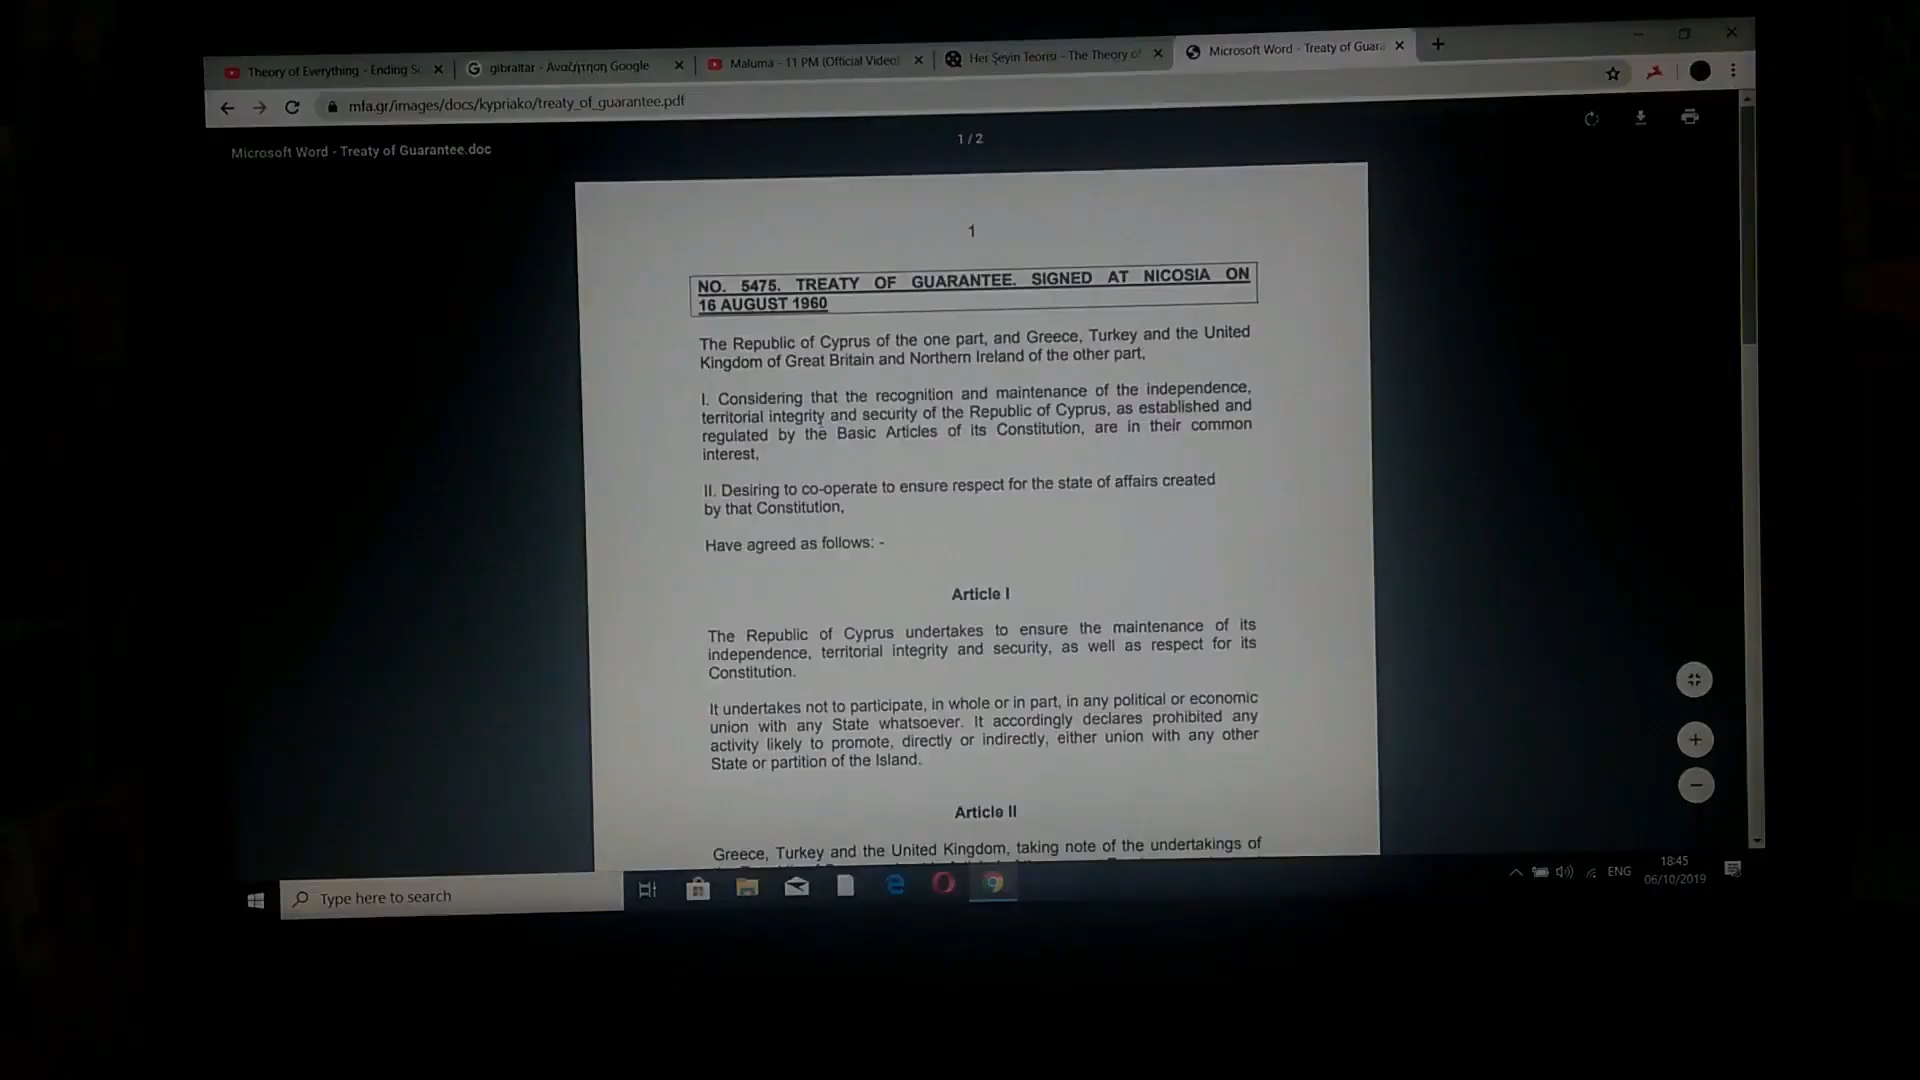 Theory of Everything - Ending Sc
gibraltar - Αναζήτηση Google
Maluma - 11 PM (Official Video)
Her Şeyin Teorisi - The Theory of
Microsoft Word - Treaty of Guara
mfa.gr/images/docs/kypriako/treaty_of_guarantee.pdf
Microsoft Word - Treaty of Guarantee.doc
1 / 2
1
NO. 5475. TREATY OF GUARANTEE. SIGNED AT NICOSIA ON
16 AUGUST 1960
The Republic of Cyprus of the one part, and Greece, Turkey and the United
Kingdom of Great Britain and Northern Ireland of the other part,
I. Considering that the recognition and maintenance of the independence,
territorial integrity and security of the Republic of Cyprus, as established and
regulated by the Basic Articles of its Constitution, are in their common
interest,
II. Desiring to co-operate to ensure respect for the state of affairs created
by that Constitution,
Have agreed as follows: -
Article I
The Republic of Cyprus undertakes to ensure the maintenance of its
independence, territorial integrity and security, as well as respect for its
Constitution.
It undertakes not to participate, in whole or in part, in any political or economic
union with any State whatsoever. It accordingly declares prohibited any
activity likely to promote, directly or indirectly, either union with any other
State or partition of the Island.
Article II
Greece, Turkey and the United Kingdom, taking note of the undertakings of
Type here to search
ENG
18:45
06/10/2019